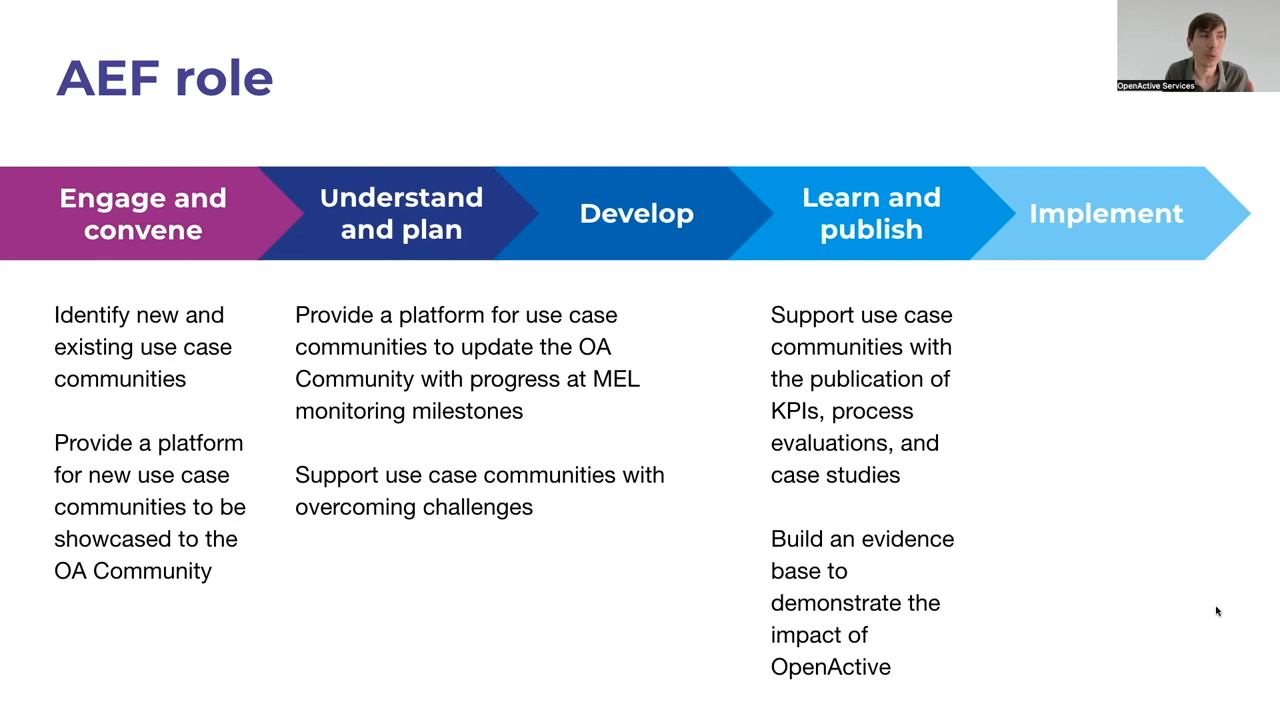 AEF role
OpenActive Services
Engage and
convene
Understand
and plan
Develop
Learn and
publish
Implement
Identify new and
existing use case
communities
Provide a platform
for new use case
communities to be
showcased to the
OA Community
Provide a platform for use case
communities to update the OA
Community with progress at MEL
monitoring milestones
Support use case communities with
overcoming challenges
Support use case
communities with
the publication of
KPIs, process
evaluations, and
case studies
Build an evidence
base to
demonstrate the
impact of
OpenActive